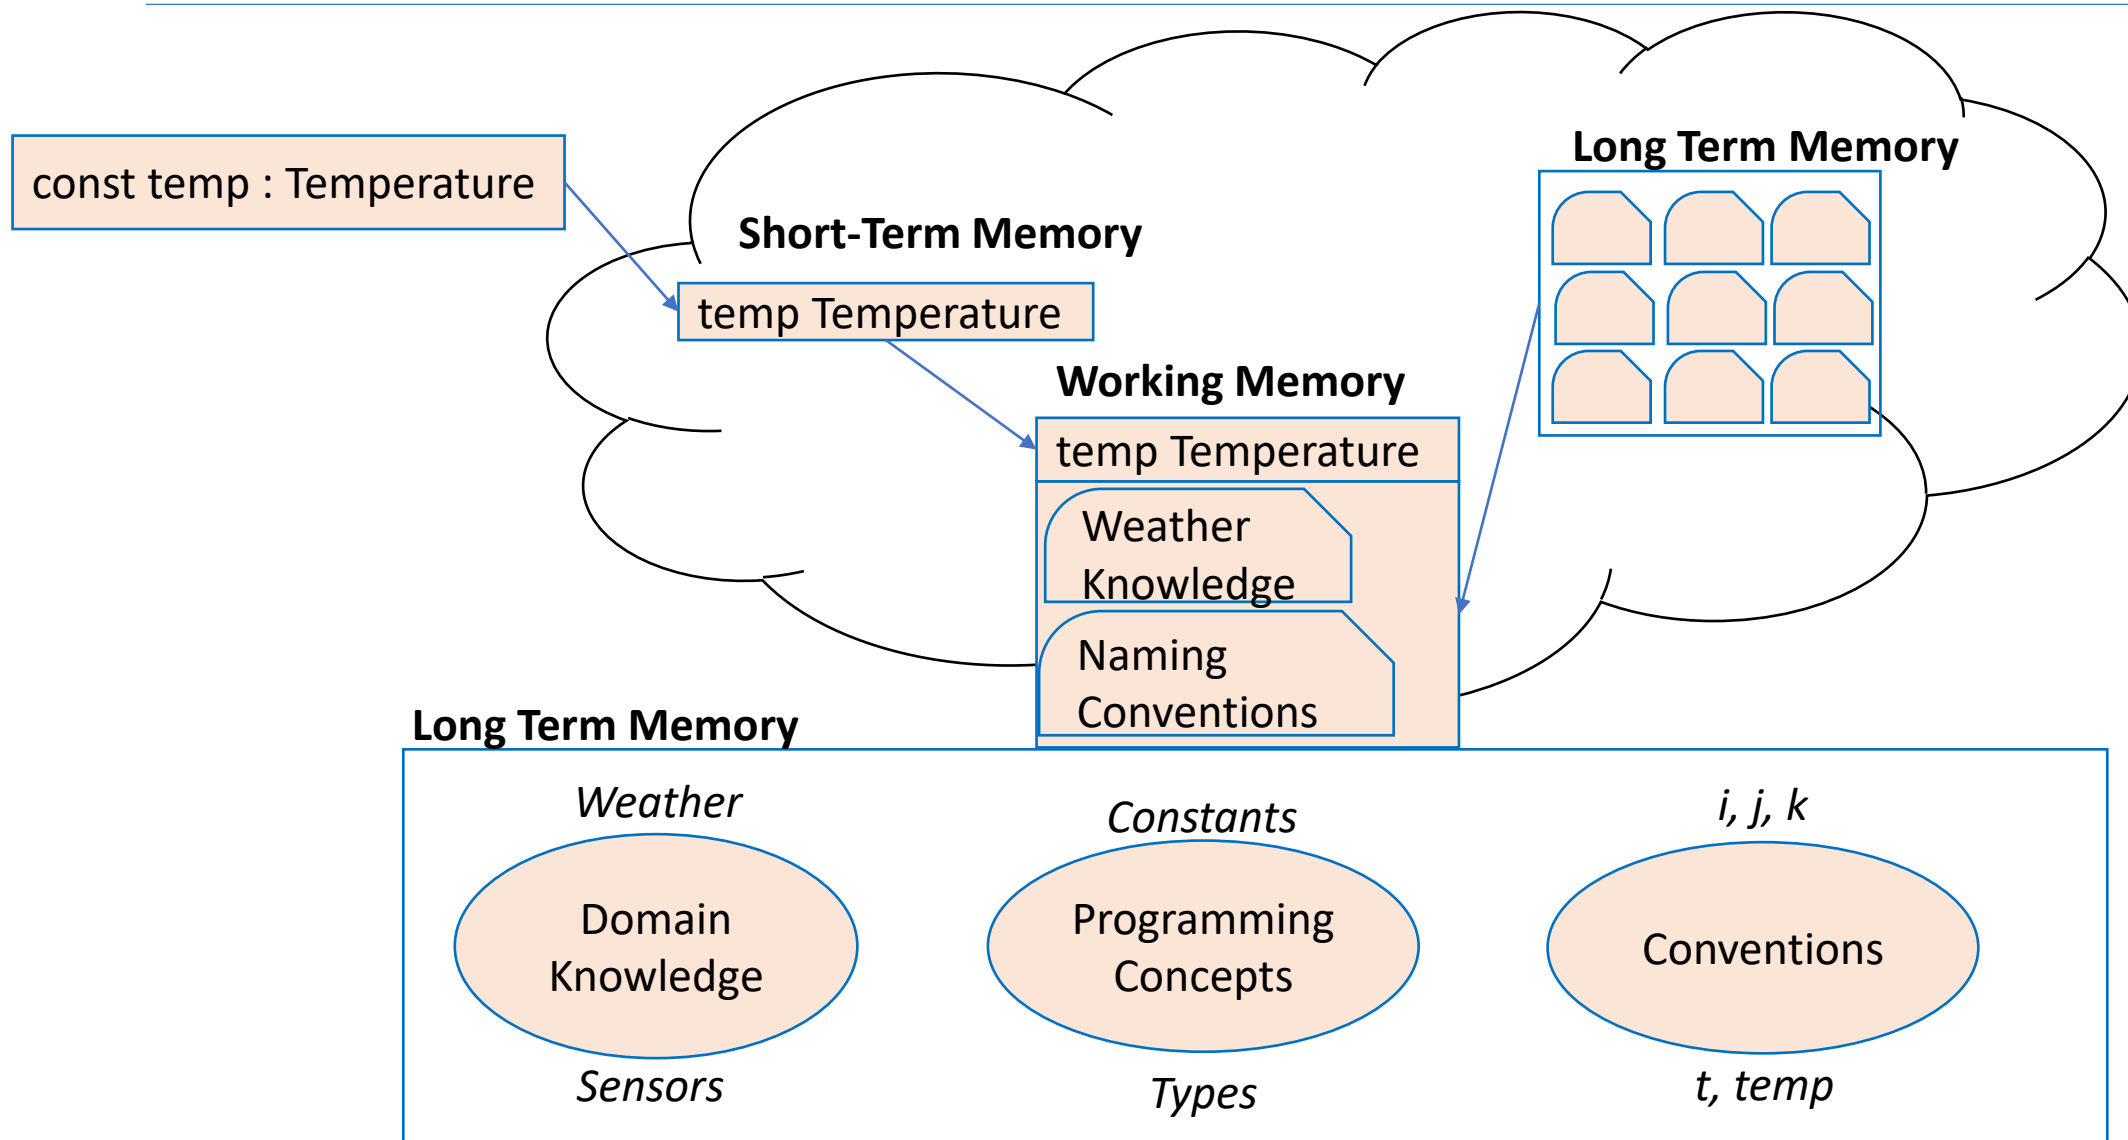 const temp : Temperature
Long Term Memory
Short-Term Memory
temp Temperature
Working Memory
temp Temperature
Weather
Knowledge
Naming
Conventions
Long Term Memory
Weather
Domain
Knowledge
Sensors
Constants
Programming
Concepts
Types
i, j, k
Conventions
t, temp